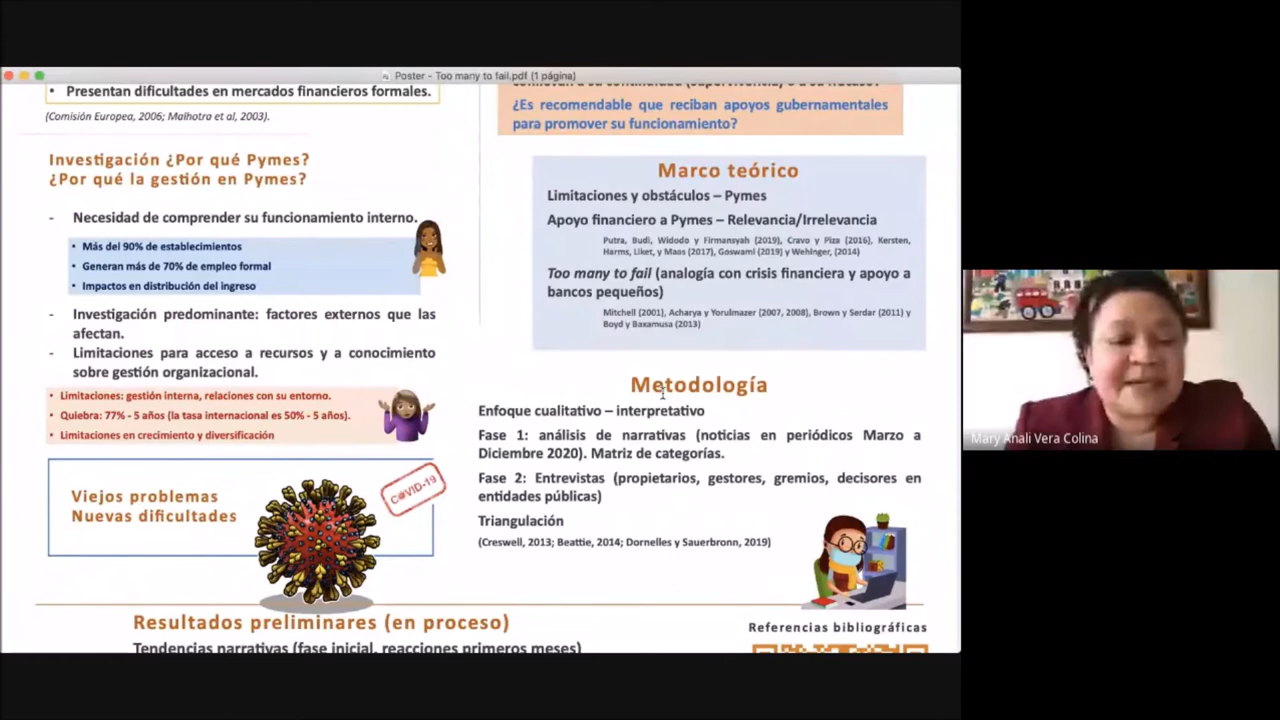 Poster - Too many to fail.pdf (1 página)
• Presentan dificultades en mercados financieros formales.
(Comisión Europea, 2006; Malhotra et al, 2003).
Investigación ¿Por qué Pymes?
¿Por qué la gestión en Pymes?
- Necesidad de comprender su funcionamiento interno.
• Más del 90% de establecimientos
• Generan más de 70% de empleo formal
• Impactos en distribución del ingreso
- Investigación predominante: factores externos que las
afectan.
- Limitaciones para acceso a recursos y a conocimiento
sobre gestión organizacional.
• Limitaciones: gestión interna, relaciones con su entorno.
• Quiebra: 77% - 5 años (la tasa internacional es 50% - 5 años).
• Limitaciones en crecimiento y diversificación
Viejos problemas
Nuevas dificultades
COVID-19
¿Es recomendable que reciban apoyos gubernamentales
para promover su funcionamiento?
Marco teórico
Limitaciones y obstáculos – Pymes
Apoyo financiero a Pymes – Relevancia/Irrelevancia
Putra, Budi, Widodo y Firmansyah (2019), Cravo y Piza (2016), Kersten,
Harms, Liket, y Maas (2017), Goswami (2019) y Wehinger, (2014)
Too many to fail (analogía con crisis financiera y apoyo a
bancos pequeños)
Mitchell (2001), Acharya y Yorulmazer (2007, 2008), Brown y Serdar (2011) y
Boyd y Baxamusa (2013)
Metodología
Enfoque cualitativo – interpretativo
Fase 1: análisis de narrativas (noticias en periódicos Marzo a
Diciembre 2020). Matriz de categorías.
Fase 2: Entrevistas (propietarios, gestores, gremios, decisores en
entidades públicas)
Triangulación
(Creswell, 2013; Beattie, 2014; Dornelles y Sauerbronn, 2019)
Resultados preliminares (en proceso)
Tendencias narrativas (fase inicial, reacciones primeros meses)
Referencias bibliográficas
Mary Anali Vera Colina